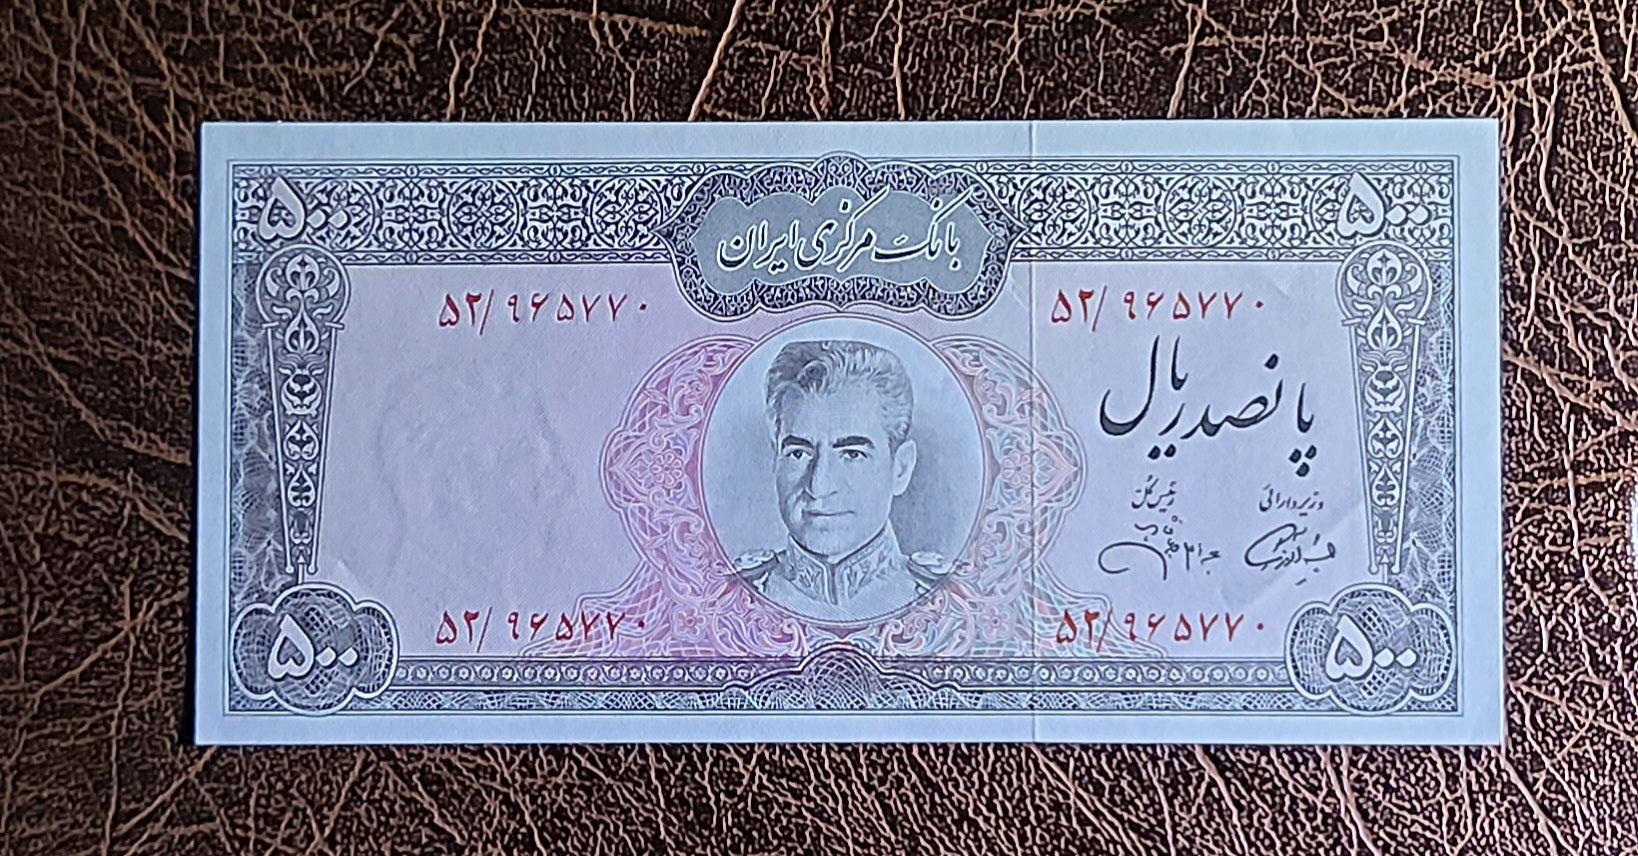 ۵۰۰
بانک مرکزی ایران
۵۰۰
۵۲/۹۶۵۷۷۰
۵۲/۹۶۵۷۷۰
پانصد ریال
وزیر دارائی
رئیس کل
۵۲/۹۶۵۷۷۰
۵۲/۹۶۵۷۷۰
۵۰۰
۵۰۰